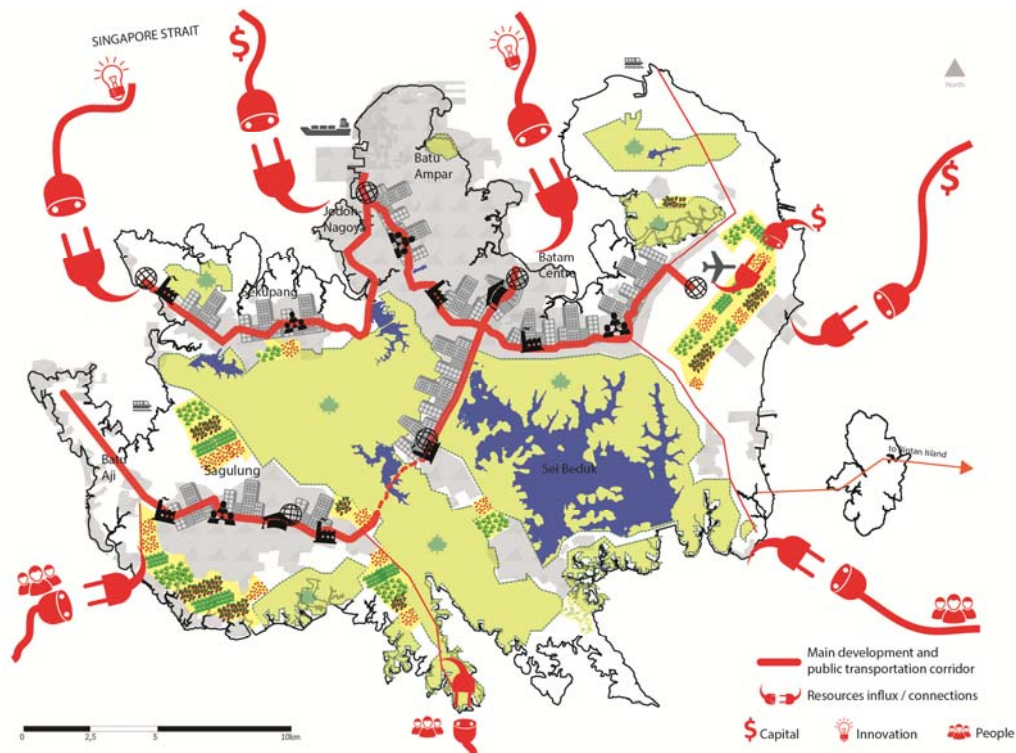 SINGAPORE STRAIT
$
$
North
Batu
Ampar
$
Jodoh-
Nagoya
Batam
Centre
$
Sekupang
Batu
Aji
Sagulung
Sei Beduk
to Bintan Island
Main development and
public transportation corridor
Resources influx / connections
0 2,5 5 10km
$ Capital Innovation People